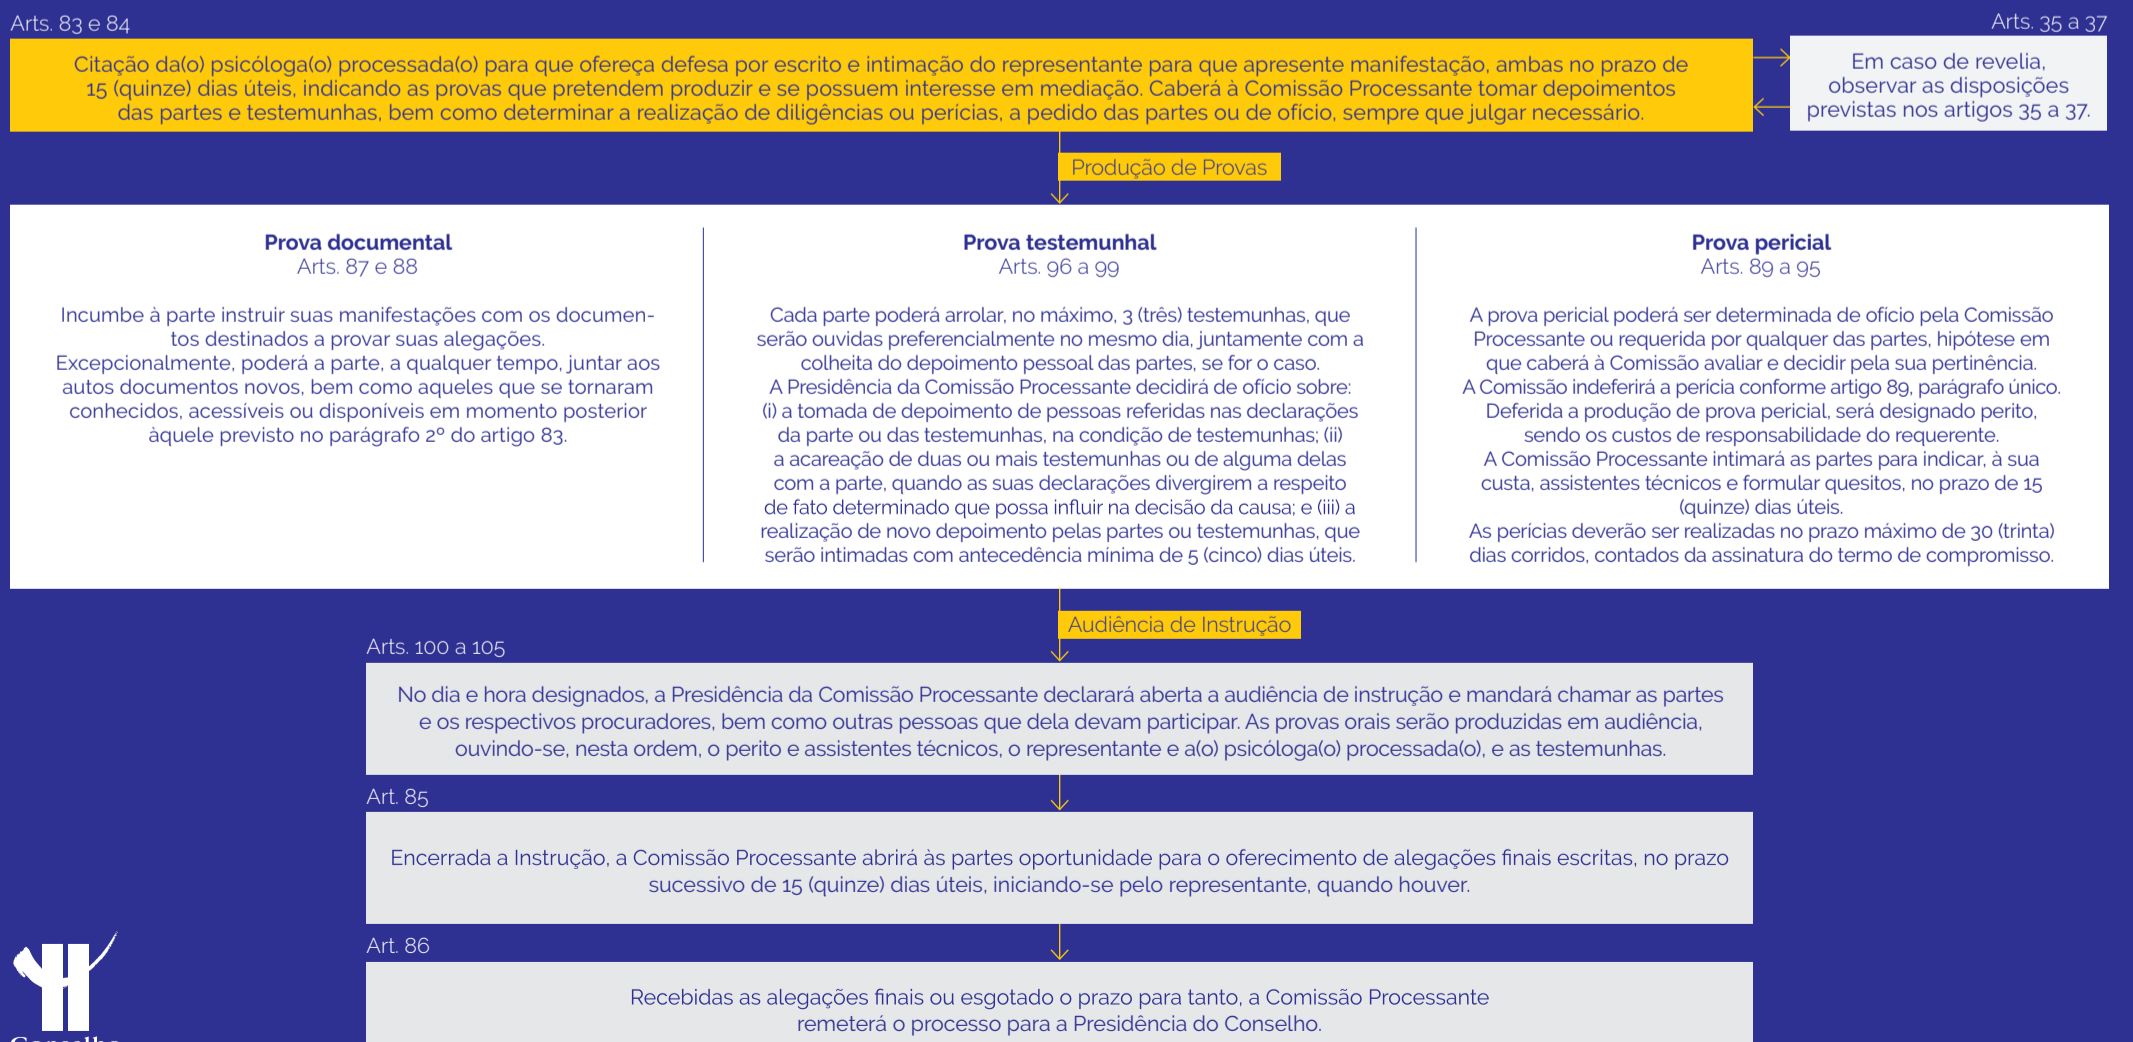 Arts. 83 e 84
Citação da(o) psicóloga(o) processada(o) para que ofereça defesa por escrito e intimação do representante para que apresente manifestação, ambas no prazo de
15 (quinze) dias úteis, indicando as provas que pretendem produzir e se possuem interesse em mediação. Caberá à Comissão Processante tomar depoimentos
das partes e testemunhas, bem como determinar a realização de diligências ou perícias, a pedido das partes ou de ofício, sempre que julgar necessário.
Arts. 35 a 37
Em caso de revelia,
observar as disposições
previstas nos artigos 35 a 37.
Produção de Provas
Prova documental
Arts. 87 e 88
Incumbe à parte instruir suas manifestações com os documen-
tos destinados a provar suas alegações.
Excepcionalmente, poderá a parte, a qualquer tempo, juntar aos
autos documentos novos, bem como aqueles que se tornaram
conhecidos, acessíveis ou disponíveis em momento posterior
àquele previsto no parágrafo 2º do artigo 83.
Prova testemunhal
Arts. 96 a 99
Cada parte poderá arrolar, no máximo, 3 (três) testemunhas, que
serão ouvidas preferencialmente no mesmo dia, juntamente com a
colheita do depoimento pessoal das partes, se for o caso.
A Presidência da Comissão Processante decidirá de ofício sobre:
(i) a tomada de depoimento de pessoas referidas nas declarações
da parte ou das testemunhas, na condição de testemunhas; (ii)
a acareação de duas ou mais testemunhas ou de alguma delas
com a parte, quando as suas declarações divergirem a respeito
de fato determinado que possa influir na decisão da causa; e (iii) a
realização de novo depoimento pelas partes ou testemunhas, que
serão intimadas com antecedência mínima de 5 (cinco) dias úteis.
Prova pericial
Arts. 89 a 95
A prova pericial poderá ser determinada de ofício pela Comissão
Processante ou requerida por qualquer das partes, hipótese em
que caberá à Comissão avaliar e decidir pela sua pertinência.
A Comissão indeferirá a perícia conforme artigo 89, parágrafo único.
Deferida a produção de prova pericial, será designado perito,
sendo os custos de responsabilidade do requerente.
A Comissão Processante intimará as partes para indicar, à sua
custa, assistentes técnicos e formular quesitos, no prazo de 15
(quinze) dias úteis.
As perícias deverão ser realizadas no prazo máximo de 30 (trinta)
dias corridos, contados da assinatura do termo de compromisso.
Audiência de Instrução
Arts. 100 a 105
No dia e hora designados, a Presidência da Comissão Processante declarará aberta a audiência de instrução e mandará chamar as partes
e os respectivos procuradores, bem como outras pessoas que dela devam participar. As provas orais serão produzidas em audiência,
ouvindo-se, nesta ordem, o perito e assistentes técnicos, o representante e a(o) psicóloga(o) processada(o), e as testemunhas.
Art. 85
Encerrada a Instrução, a Comissão Processante abrirá às partes oportunidade para o oferecimento de alegações finais escritas, no prazo
sucessivo de 15 (quinze) dias úteis, iniciando-se pelo representante, quando houver.
Art. 86
Recebidas as alegações finais ou esgotado o prazo para tanto, a Comissão Processante
remeterá o processo para a Presidência do Conselho.